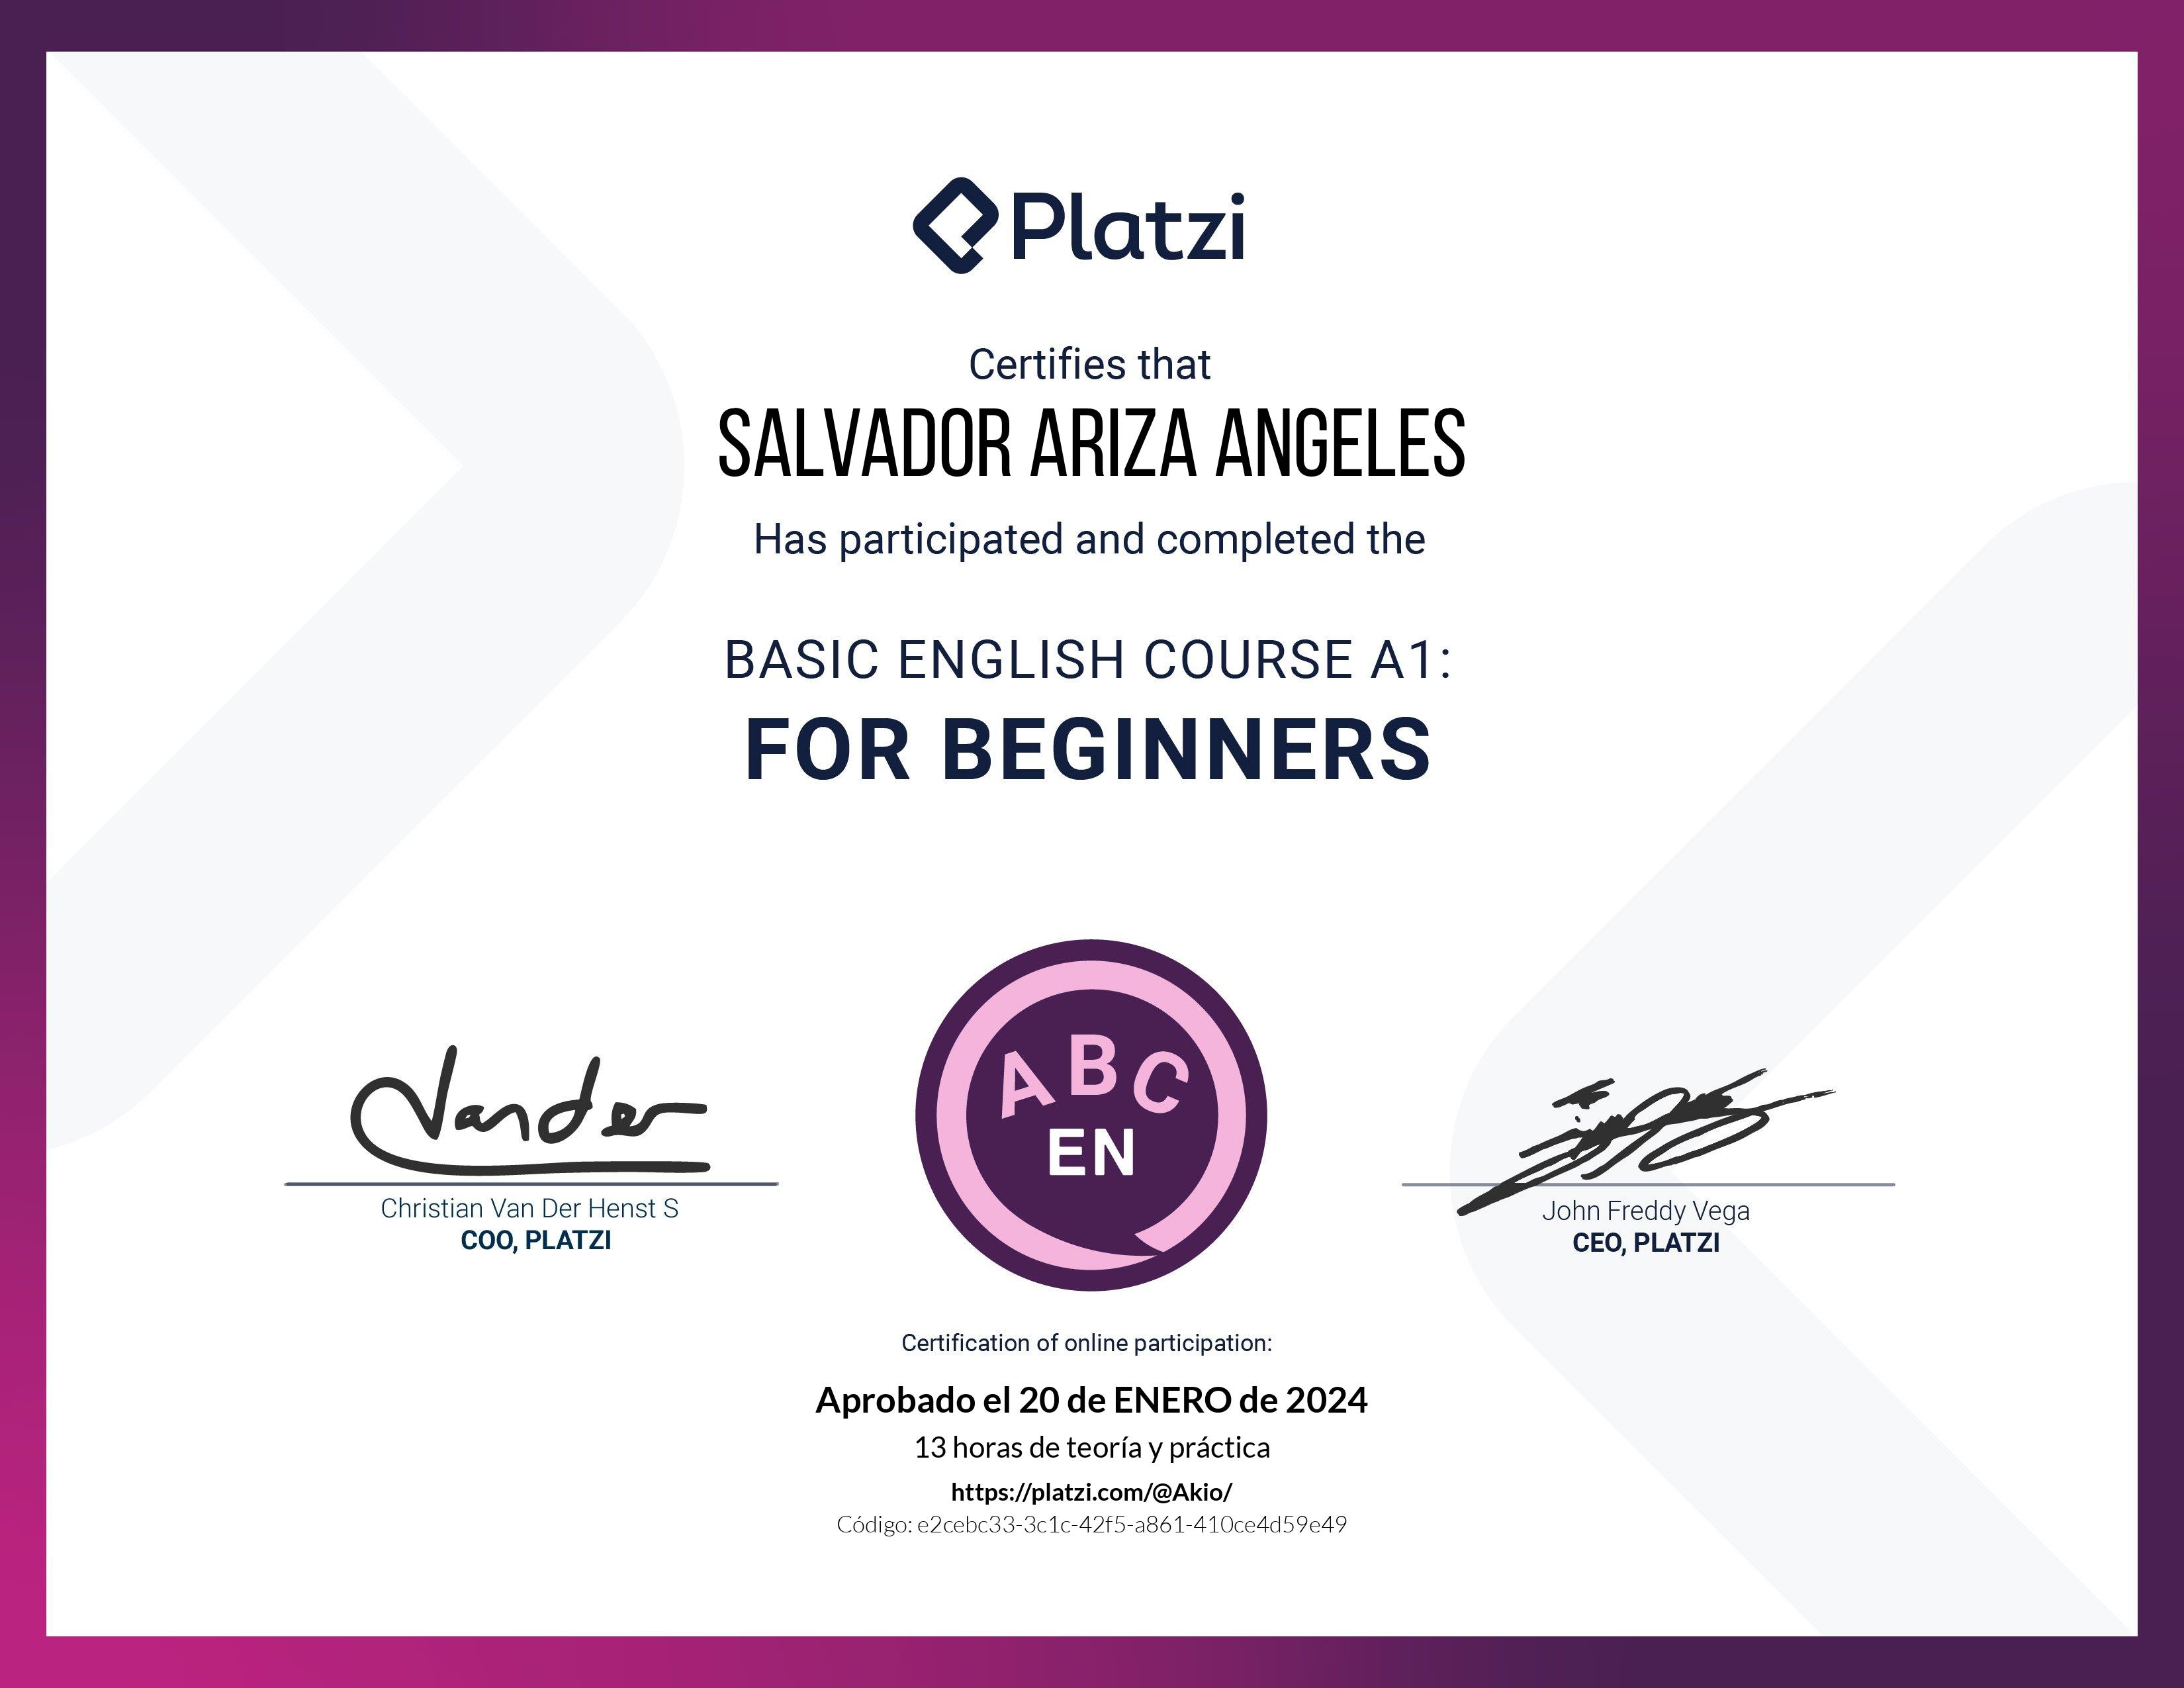 Platzi
Certifies that
SALVADOR ARIZA ANGELES
Has participated and completed the
BASIC ENGLISH COURSE A1:
FOR BEGINNERS
A B C
EN
Vander
Christian Van Der Henst S
COO, PLATZI
John Freddy Vega
CEO, PLATZI
Certification of online participation:
Aprobado el 20 de ENERO de 2024
13 horas de teoría y práctica
https://platzi.com/@Akio/
Código: e2cebc33-3c1c-42f5-a861-410ce4d59e49